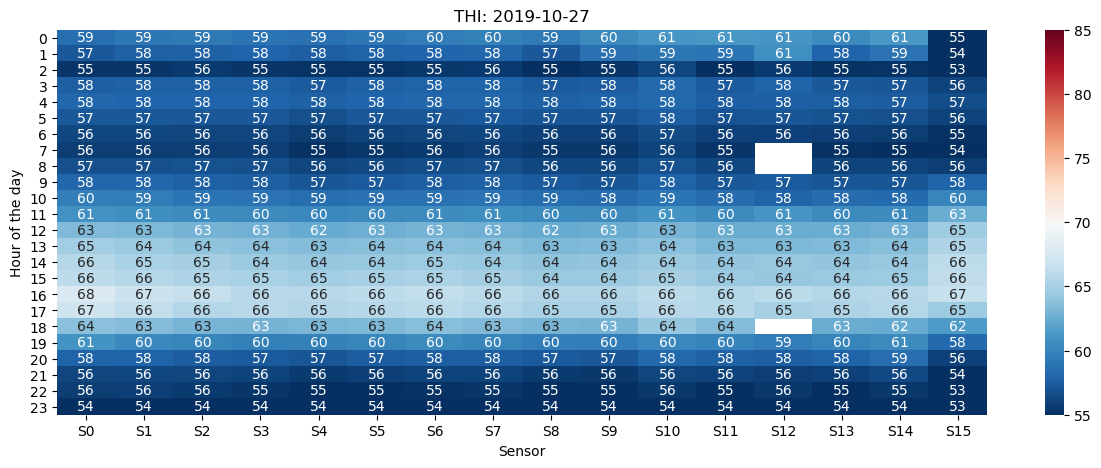 THI: 2019-10-27
0 59 59 59 59 59 59 60 60 59 60 61 61 61 60 61 55
1 57 58 58 58 58 58 58 58 57 59 59 59 61 58 59 54
2 55 55 56 55 55 55 55 56 55 55 56 55 56 55 55 53
3 58 58 58 58 57 58 58 58 57 58 58 57 58 57 57 56
4 58 58 58 58 58 58 58 58 58 58 58 58 58 58 57 57
5 57 57 57 57 57 57 57 57 57 57 58 57 57 57 57 56
6 56 56 56 56 56 56 56 56 56 56 56 56 56 56 56 55
7 56 56 56 56 55 55 56 56 56 56 56 55 55 55 54
8 57 57 57 57 56 56 57 57 56 56 57 56 56 56 56
9 58 58 58 58 57 57 58 58 57 57 58 57 57 57 57 58
10 60 59 59 59 59 59 59 59 59 58 59 58 58 58 58 60
11 61 61 61 60 60 60 61 61 60 60 61 60 61 60 61 63
12 63 63 63 63 62 63 63 63 62 63 63 63 63 63 63 65
13 65 64 64 64 63 64 64 64 63 63 64 63 63 63 64 65
14 66 65 65 64 64 64 65 64 64 64 64 64 64 64 64 66
15 66 66 65 65 65 65 65 65 64 64 65 64 64 64 65 66
16 68 67 66 66 66 66 66 66 66 66 66 66 66 66 66 67
17 67 66 66 66 65 66 66 66 65 65 66 66 65 65 66 65
18 64 63 63 63 63 63 64 63 63 63 64 64 63 62 62
19 61 60 60 60 60 60 60 60 60 60 60 60 59 60 61 58
20 58 58 58 57 57 57 58 58 57 57 58 58 58 58 59 56
21 56 56 56 56 56 56 56 56 56 56 56 56 56 56 56 54
22 56 56 56 55 55 55 56 55 55 55 56 55 56 55 55 53
23 54 54 54 54 54 54 54 54 54 54 54 54 54 54 54 53
S0 S1 S2 S3 S4 S5 S6 S7 S8 S9 S10 S11 S12 S13 S14 S15
Sensor
Hour of the day
85
80
75
70
65
60
55